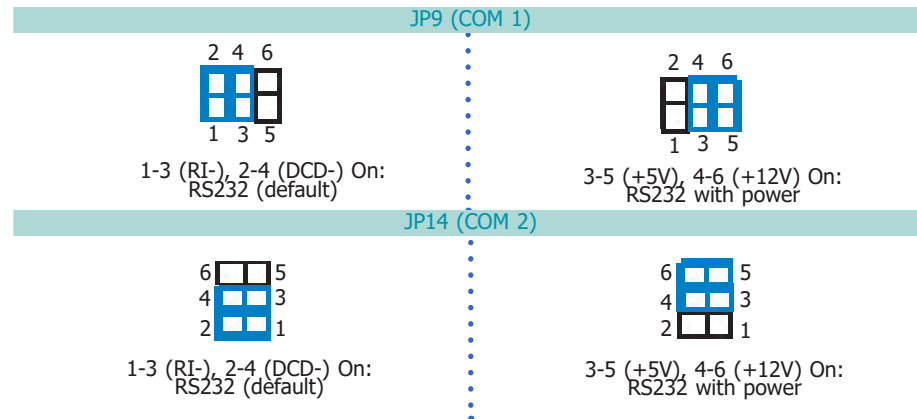 JP9 (COM 1)
2 4 6
1 3 5
1-3 (RI-), 2-4 (DCD-) On:
RS232 (default)
2 4 6
1 3 5
3-5 (+5V), 4-6 (+12V) On:
RS232 with power
JP14 (COM 2)
6 5
4 3
2 1
1-3 (RI-), 2-4 (DCD-) On:
RS232 (default)
6 5
4 3
2 1
3-5 (+5V), 4-6 (+12V) On:
RS232 with power